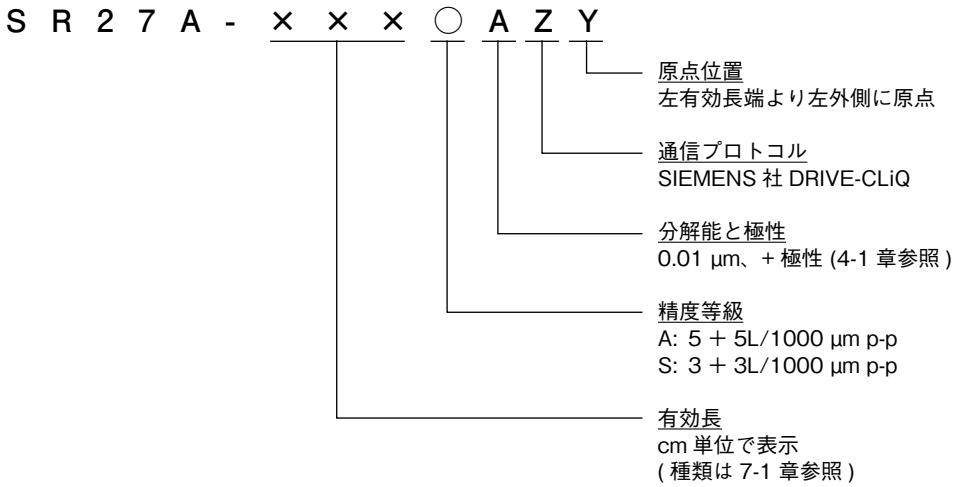 SR27A-×××○AZY
原点位置
左有効長端より左外側に原点
通信プロトコル
SIEMENS 社 DRIVE-CLiQ
分解能と極性
0.01 μm、+ 極性 (4-1 章参照 )
精度等級
A: 5 + 5L/1000 μm p-p
S: 3 + 3L/1000 μm p-p
有効長
cm 単位で表示
( 種類は 7-1 章参照 )